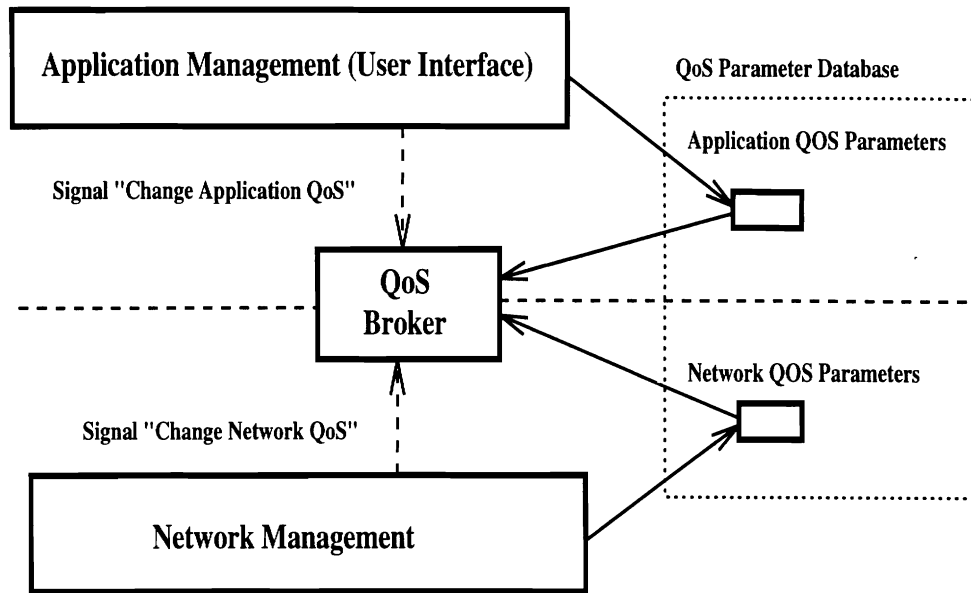 Application Management (User Interface)
QoS Parameter Database
Application QOS Parameters
Signal "Change Application QoS"
QoS
Broker
Network QOS Parameters
Signal "Change Network QoS"
Network Management